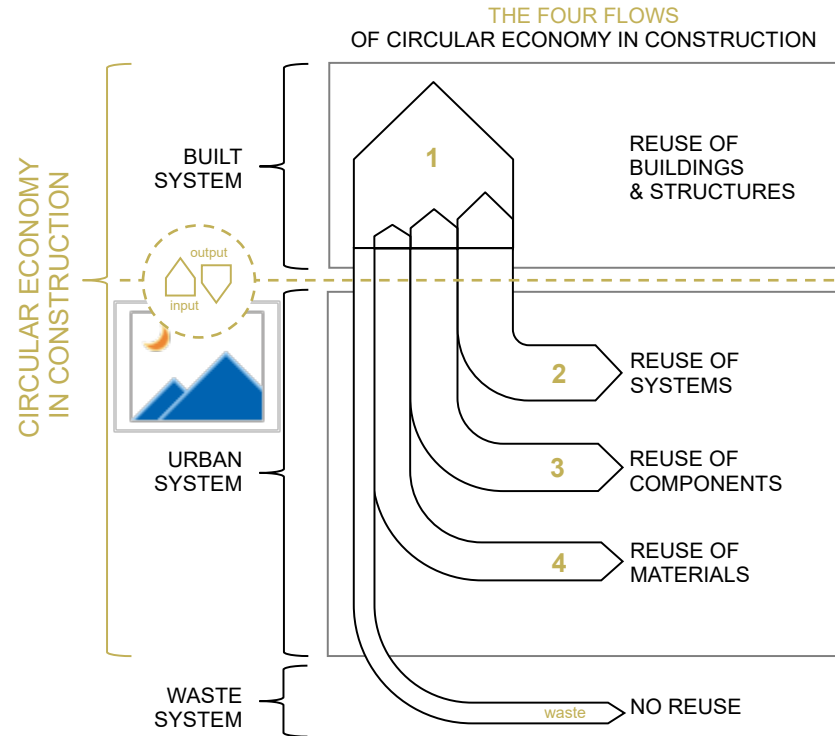 THE FOUR FLOWS
OF CIRCULAR ECONOMY IN CONSTRUCTION
CIRCULAR ECONOMY
IN CONSTRUCTION
BUILT
SYSTEM
1
REUSE OF
BUILDINGS
& STRUCTURES
output
input
2
REUSE OF
SYSTEMS
URBAN
SYSTEM
3
REUSE OF
COMPONENTS
4
REUSE OF
MATERIALS
WASTE
SYSTEM
waste
NO REUSE